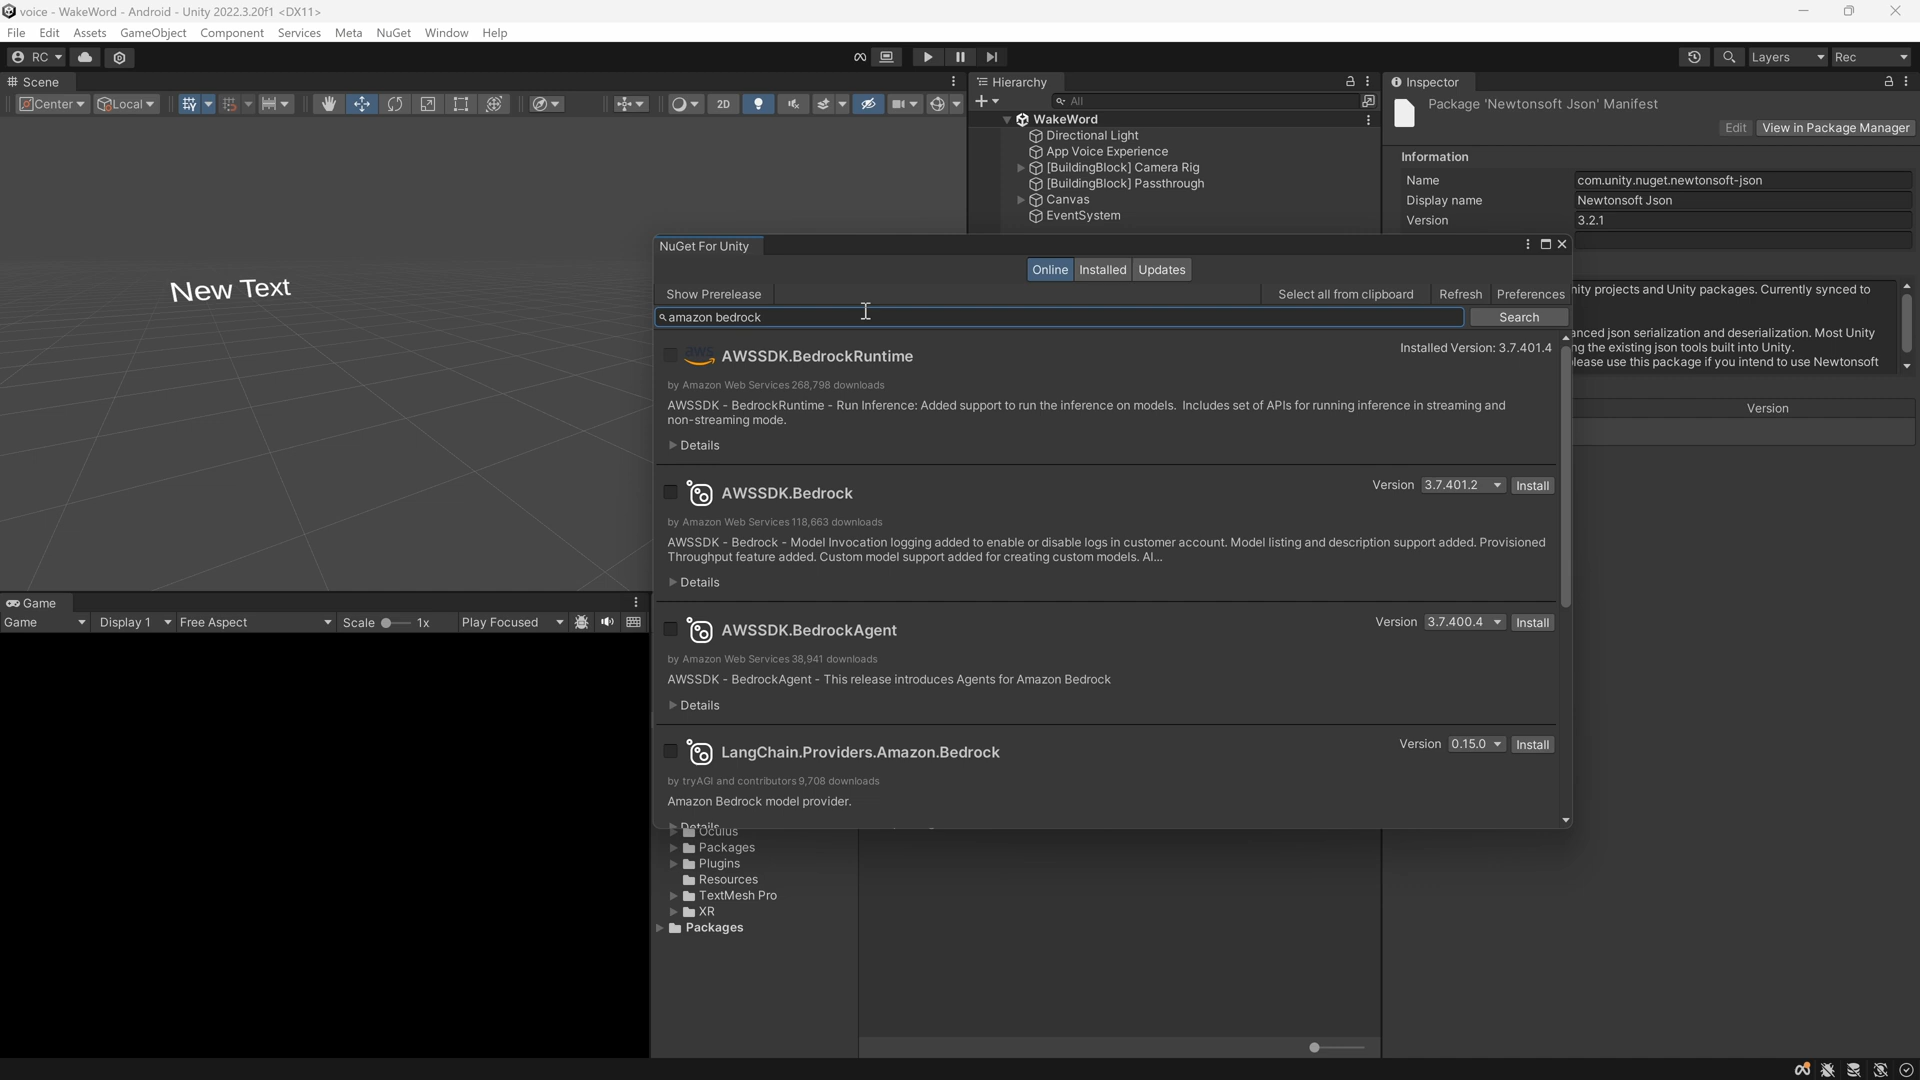 voice - WakeWord - Android - Unity 2022.3.20f1 <DX11>
File Edit Assets GameObject Component Services Meta NuGet Window Help
RC Layers Rec
Scene
Center Local 2D
New Text
Hierarchy
All
WakeWord
Directional Light
App Voice Experience
[BuildingBlock] Camera Rig
[BuildingBlock] Passthrough
Canvas
EventSystem
Inspector
Package 'Newtonsoft Json' Manifest
Edit View in Package Manager
Information
Name com.unity.nuget.newtonsoft-json
Display name Newtonsoft Json
Version 3.2.1
nity projects and Unity packages. Currently synced to
anced json serialization and deserialization. Most Unity
ng the existing json tools built into Unity.
lease use this package if you intend to use Newtonsoft
Version
NuGet For Unity
Online Installed Updates
Show Prerelease Select all from clipboard Refresh Preferences
amazon bedrock Search
aws AWSSDK.BedrockRuntime Installed Version: 3.7.401.4
by Amazon Web Services 268,798 downloads
AWSSDK - BedrockRuntime - Run Inference: Added support to run the inference on models. Includes set of APIs for running inference in streaming and
non-streaming mode.
Details
AWSSDK.Bedrock Version 3.7.401.2 Install
by Amazon Web Services 118,663 downloads
AWSSDK - Bedrock - Model Invocation logging added to enable or disable logs in customer account. Model listing and description support added. Provisioned
Throughput feature added. Custom model support added for creating custom models. Al...
Details
AWSSDK.BedrockAgent Version 3.7.400.4 Install
by Amazon Web Services 38,941 downloads
AWSSDK - BedrockAgent - This release introduces Agents for Amazon Bedrock
Details
LangChain.Providers.Amazon.Bedrock Version 0.15.0 Install
by tryAGI and contributors 9,708 downloads
Amazon Bedrock model provider.
Details
Game
Game Display 1 Free Aspect Scale 1x Play Focused
Oculus
Packages
Plugins
Resources
TextMesh Pro
XR
Packages